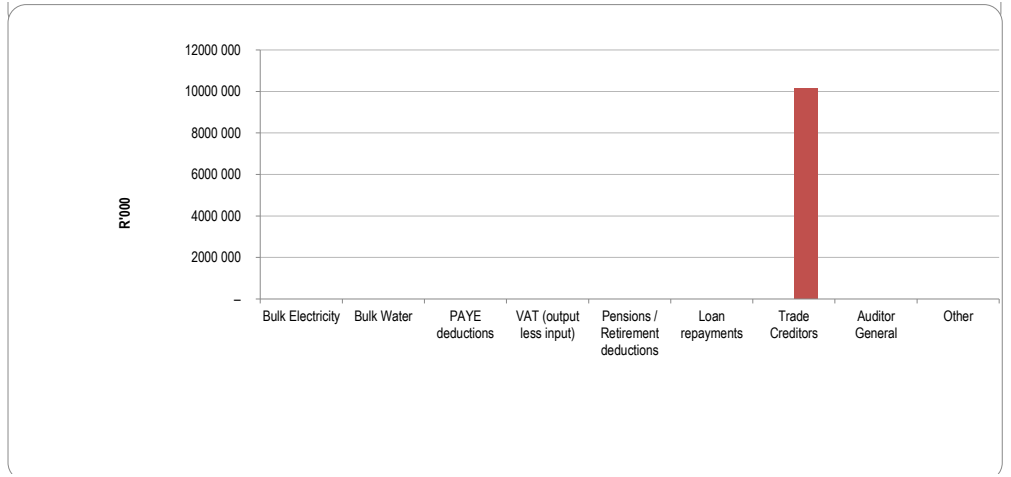 12000 000
10000 000
8000 000
6000 000
4000 000
2000 000
–
R'000
Bulk Electricity
Bulk Water
PAYE
deductions
VAT (output
less input)
Pensions /
Retirement
deductions
Loan
repayments
Trade
Creditors
Auditor
General
Other